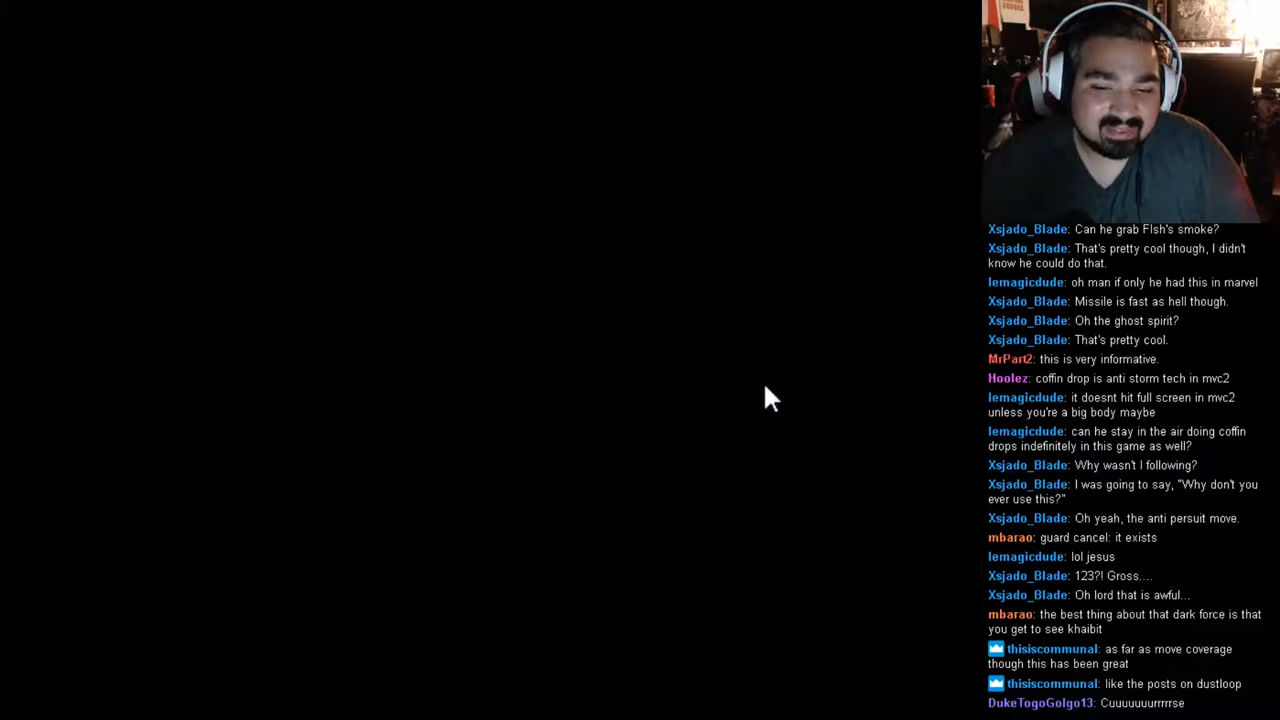 Xsjado_Blade: Can he grab FIsh's smoke?
Xsjado_Blade: That's pretty cool though, I didn't
know he could do that.
lemagicdude: oh man if only he had this in marvel
Xsjado_Blade: Missile is fast as hell though.
Xsjado_Blade: Oh the ghost spirit?
Xsjado_Blade: That's pretty cool.
MrPart2: this is very informative.
Hoolez: coffin drop is anti storm tech in mvc2
lemagicdude: it doesnt hit full screen in mvc2
unless you're a big body maybe
lemagicdude: can he stay in the air doing coffin
drops indefinitely in this game as well?
Xsjado_Blade: Why wasn't I following?
Xsjado_Blade: I was going to say, "Why don't you
ever use this?"
Xsjado_Blade: Oh yeah, the anti persuit move.
mbarao: guard cancel: it exists
lemagicdude: lol jesus
Xsjado_Blade: 123?! Gross....
Xsjado_Blade: Oh lord that is awful...
mbarao: the best thing about that dark force is that
you get to see khaibit
thisiscommunal: as far as move coverage
though this has been great
thisiscommunal: like the posts on dustloop
DukeTogoGolgo13: Cuuuuuuurrrrrse